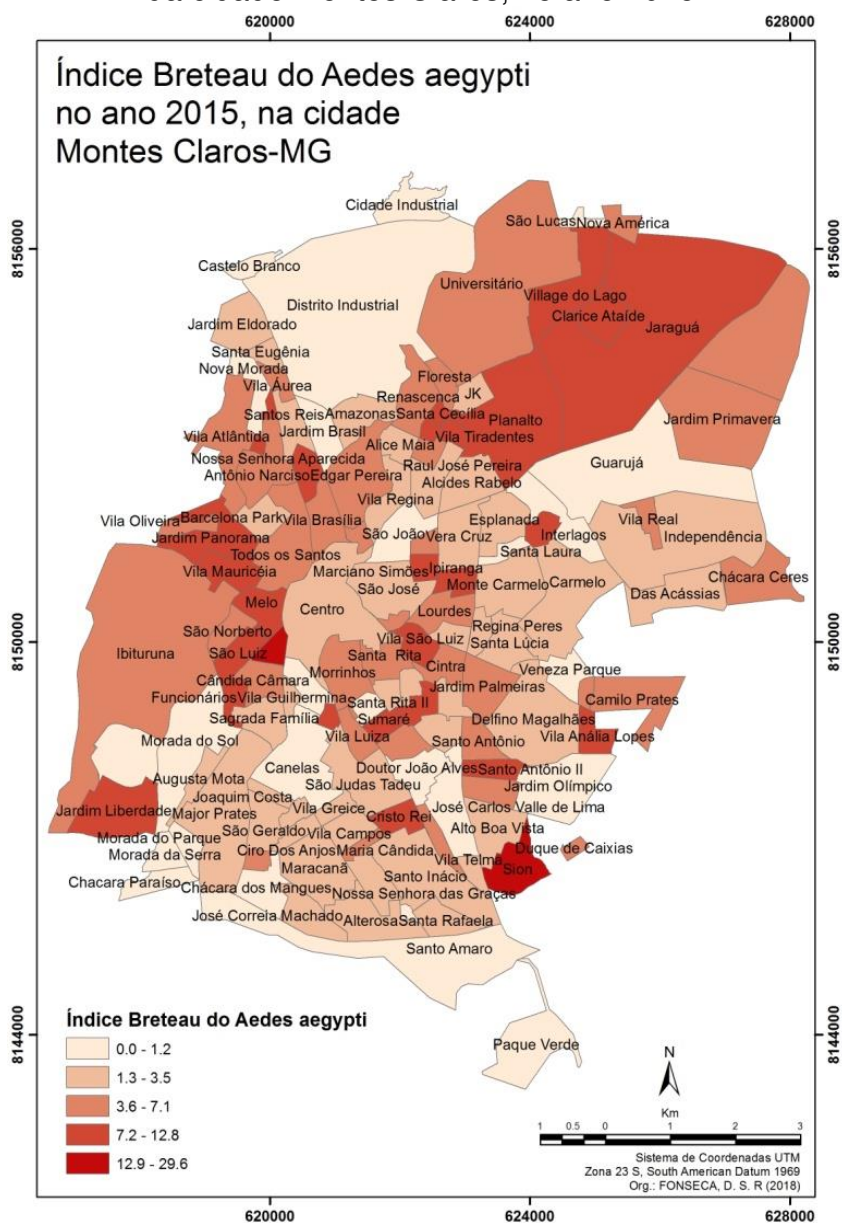 620000 624000 628000
Índice Breteau do Aedes aegypti
no ano 2015, na cidade
Montes Claros-MG
Cidade Industrial
São Lucas
Nova América
8156000
8156000
Castelo Branco
Universitário
Distrito Industrial
Village do Lago
Clarice Ataíde
Jaraguá
Jardim Eldorado
Santa Eugênia
Nova Morada
Vila Áurea
Floresta
Renascença
JK
Santos Reis
Amazonas
Santa Cecília
Planalto
Jardim Primavera
Vila Atlântida
Jardim Brasil
Alice Maia
Vila Tiradentes
Nossa Senhora Aparecida
Raul José Pereira
Guarujá
Antônio Narciso
Edgar Pereira
Alcides Rabelo
Vila Regina
Vila Oliveira
Barcelona Park
Vila Brasília
Esplanada
Vila Real
Jardim Panorama
São João
Vera Cruz
Interlagos
Independência
Todos os Santos
Santa Laura
Vila Mauricéia
Marciano Simões
Ipiranga
Chácara Ceres
São José
Monte Carmelo
Carmelo
Das Acássias
Melo
Centro
Lourdes
8150000
8150000
São Norberto
Vila São Luiz
Regina Peres
Santa Lúcia
Ibituruna
São Luiz
Santa Rita
Cintra
Morrinhos
Veneza Parque
Cândida Câmara
Jardim Palmeiras
Funcionários
Vila Guilhermina
Santa Rita II
Camilo Prates
Sagrada Família
Sumaré
Delfino Magalhães
Morada do Sol
Vila Luiza
Santo Antônio
Vila Anália Lopes
Canelas
Doutor João Alves
Santo Antônio II
Augusta Mota
São Judas Tadeu
Jardim Olímpico
Joaquim Costa
Jardim Liberdade
Major Prates
Vila Greice
Cristo Rei
José Carlos Valle de Lima
Morada do Parque
São Geraldo
Vila Campos
Alto Boa Vista
Morada da Serra
Ciro Dos Anjos
Maria Cândida
Duque de Caixias
Vila Telma
Maracanã
Sion
Chacara Paraíso
Chácara dos Mangues
Santo Inácio
Nossa Senhora das Graças
José Correia Machado
Alterosa
Santa Rafaela
Santo Amaro
Paque Verde
8144000
8144000
Índice Breteau do Aedes aegypti
0.0 - 1.2
1.3 - 3.5
3.6 - 7.1
7.2 - 12.8
12.9 - 29.6
N
Km
1 0.5 0 1 2 3
Sistema de Coordenadas UTM
Zona 23 S, South American Datum 1969
Org.: FONSECA, D. S. R (2018)
620000 624000 628000